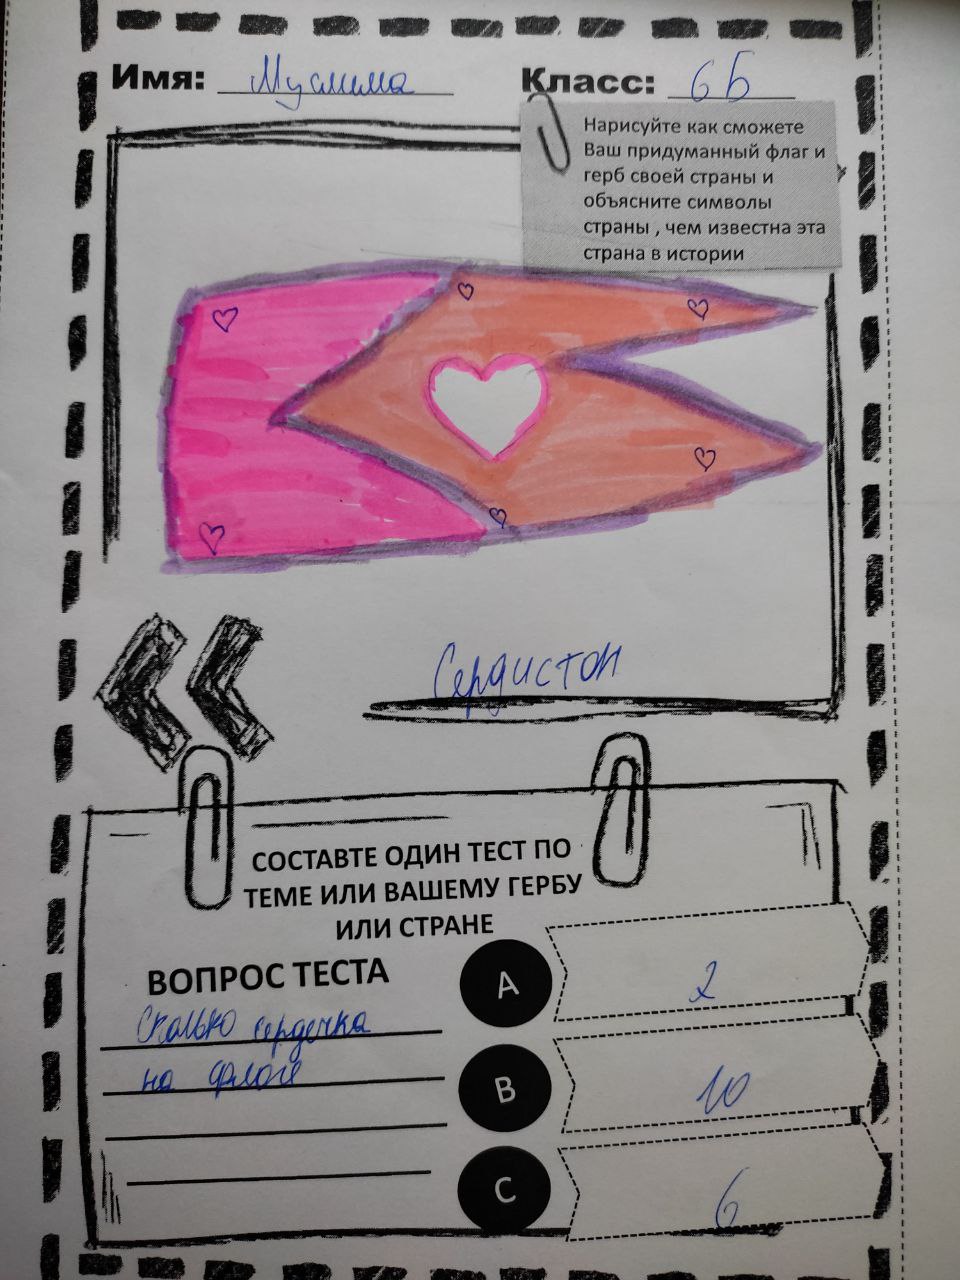 Имя: Муслима Класс: 6Б
Нарисуйте как сможете
Ваш придуманный флаг и
герб своей страны и
объясните символы
страны , чем известна эта
страна в истории
Сердистон
СОСТАВТЕ ОДИН ТЕСТ ПО
ТЕМЕ ИЛИ ВАШЕМУ ГЕРБУ
ИЛИ СТРАНЕ
ВОПРОС ТЕСТА
Сколько сердечка
на флаге
A 2
B 10
C 6